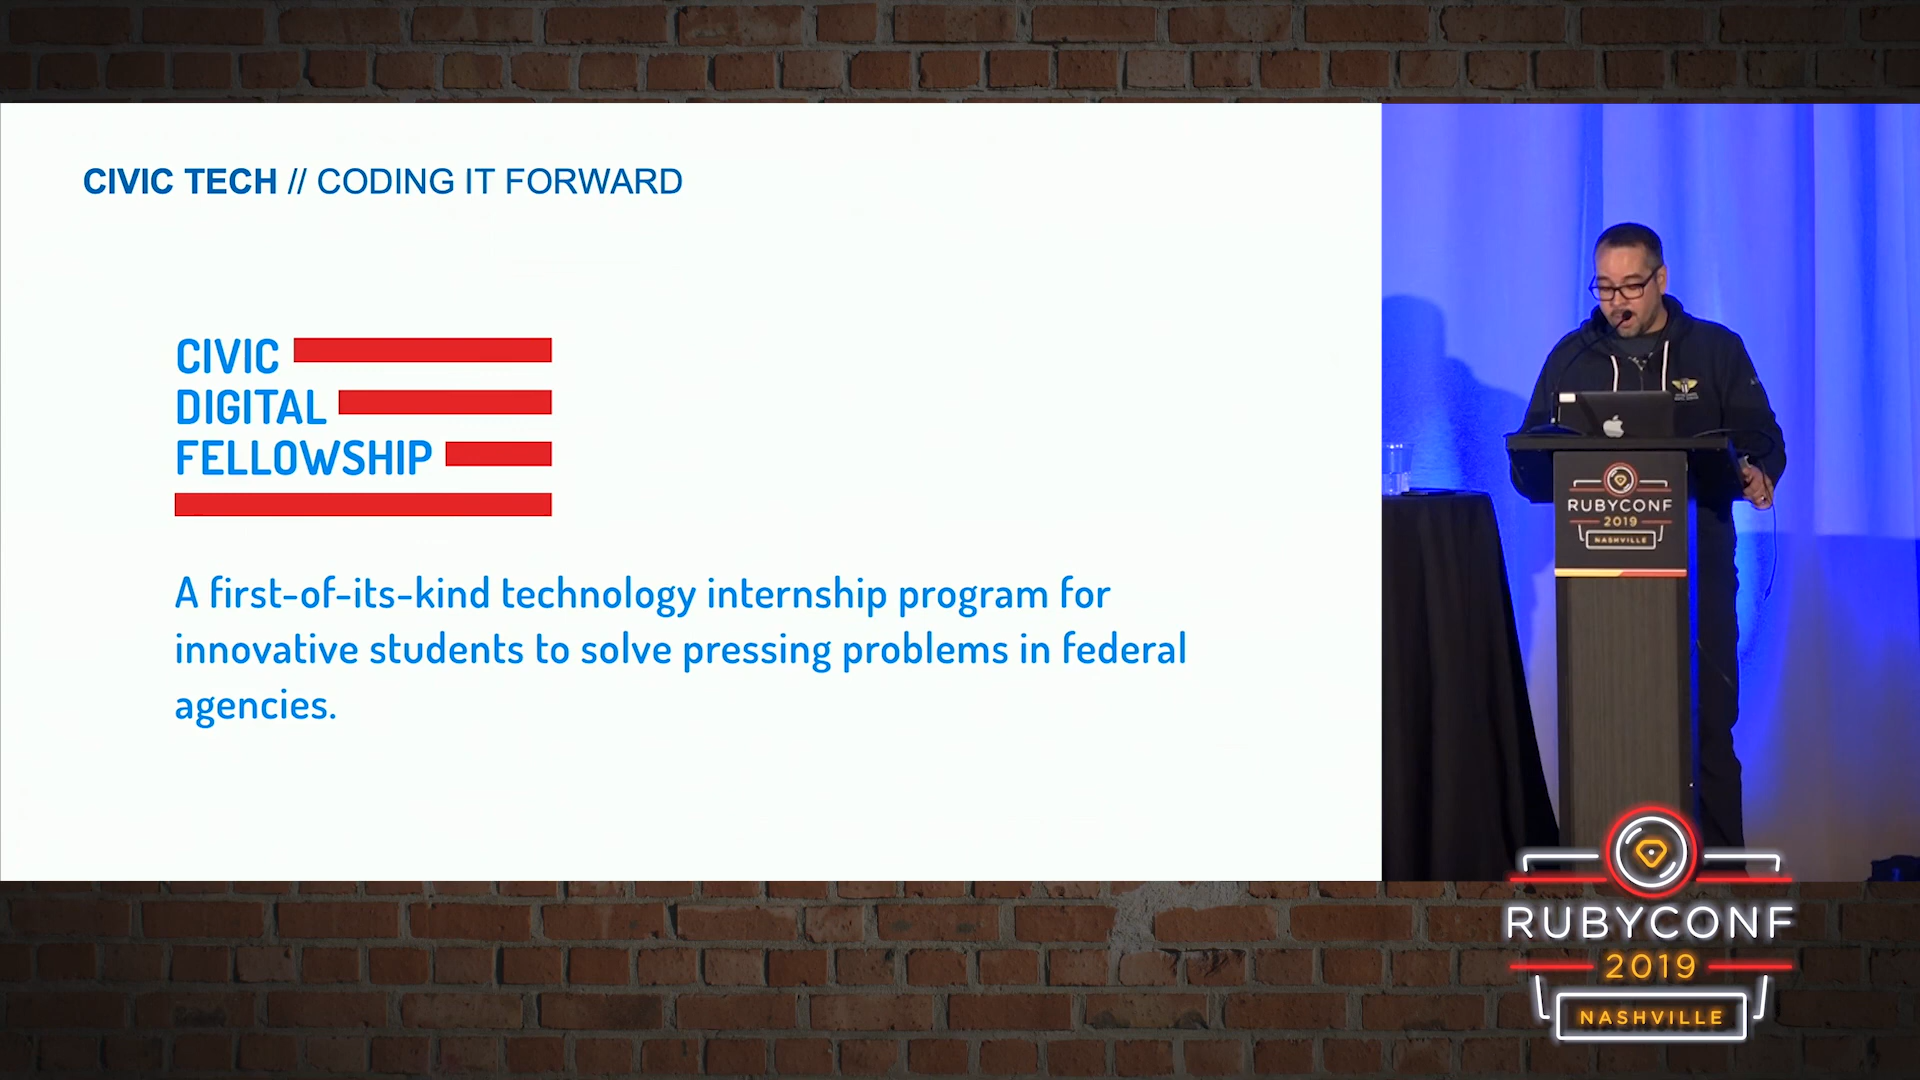 CIVIC TECH // CODING IT FORWARD
CIVIC
DIGITAL
FELLOWSHIP
A first-of-its-kind technology internship program for
innovative students to solve pressing problems in federal
agencies.
RUBYCONF
2019
NASHVILLE
RUBYCONF
2019
NASHVILLE